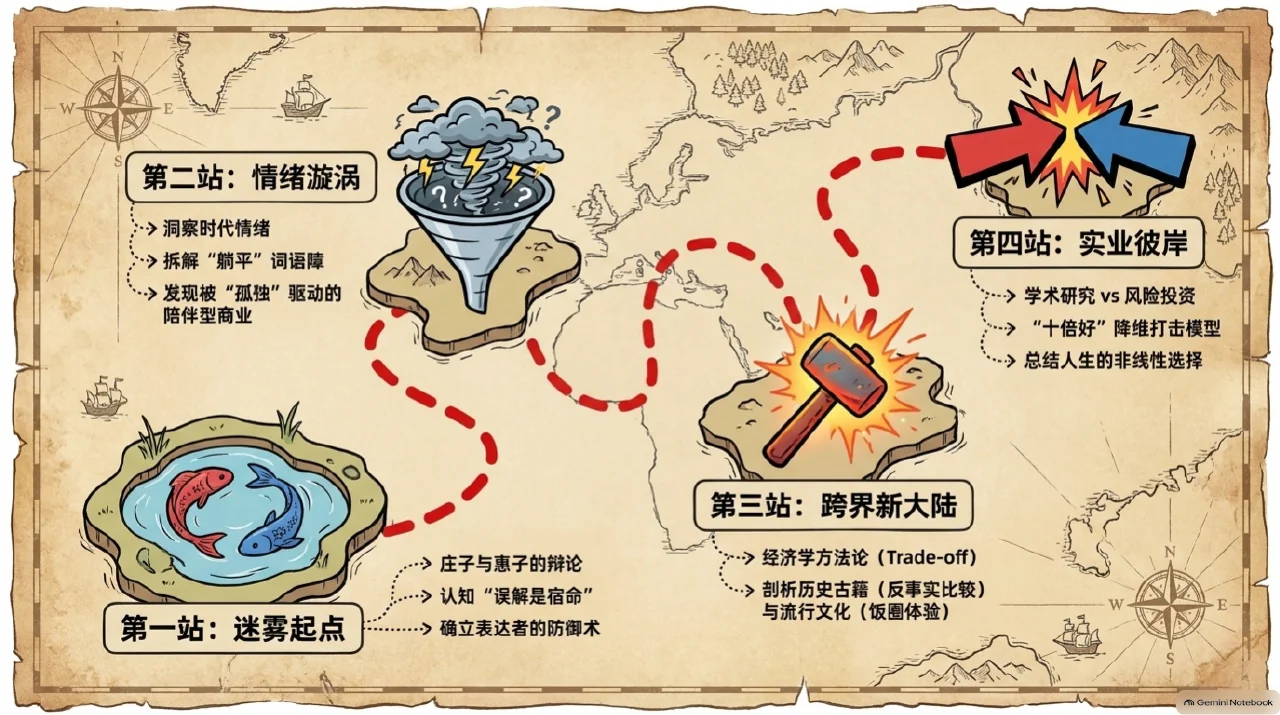 N
W E
S
第二站：情绪漩涡
洞察时代情绪
拆解“躺平”词语障
发现被“孤独”驱动的
陪伴型商业
?
?
?
第四站：实业彼岸
学术研究 vs 风险投资
“十倍好”降维打击模型
总结人生的非线性选择
第三站：跨界新大陆
经济学方法论（Trade-off）
剖析历史古籍（反事实比较）
与流行文化（饭圈体验）
庄子与惠子的辩论
认知“误解是宿命”
确立表达者的防御术
第一站：迷雾起点
N
W E
S
Gemini Notebook